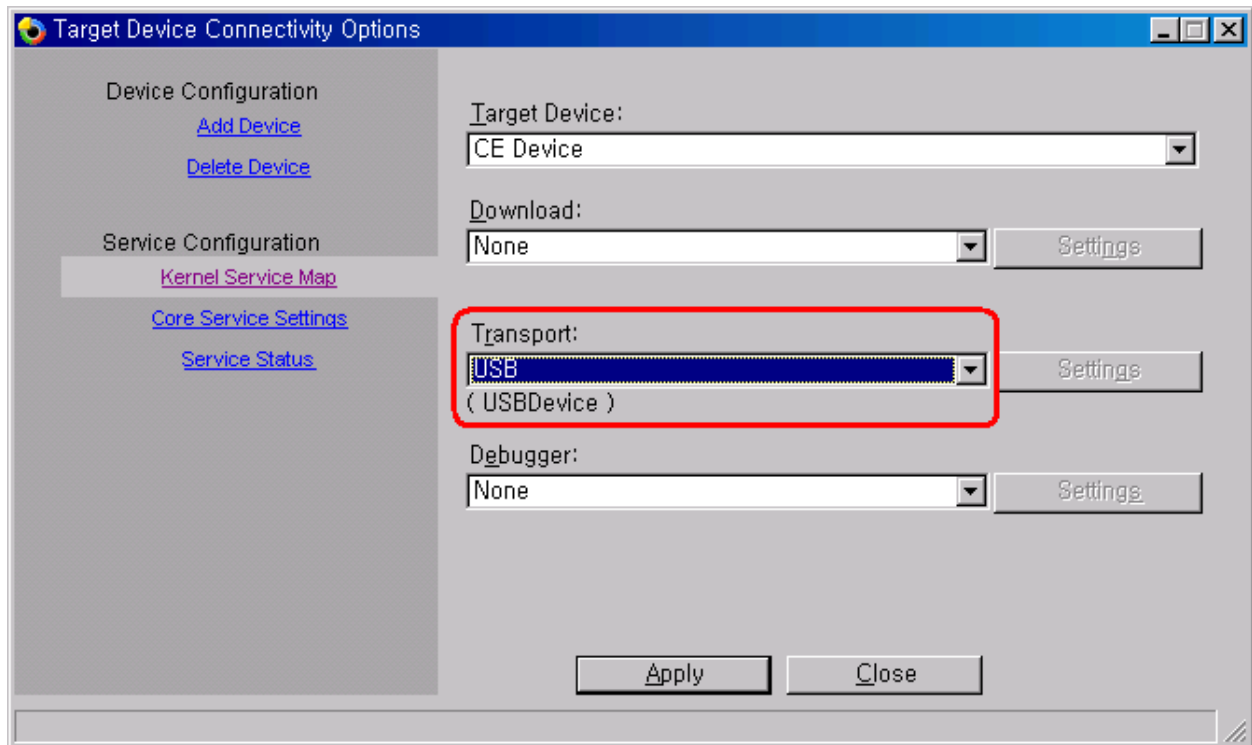 Target Device Connectivity Options
Device Configuration
Add Device
Delete Device
Service Configuration
Kernel Service Map
Core Service Settings
Service Status
Target Device:
CE Device
Download:
None
Settings
Transport:
USB
Settings
( USBDevice )
Debugger:
None
Settings
Apply
Close